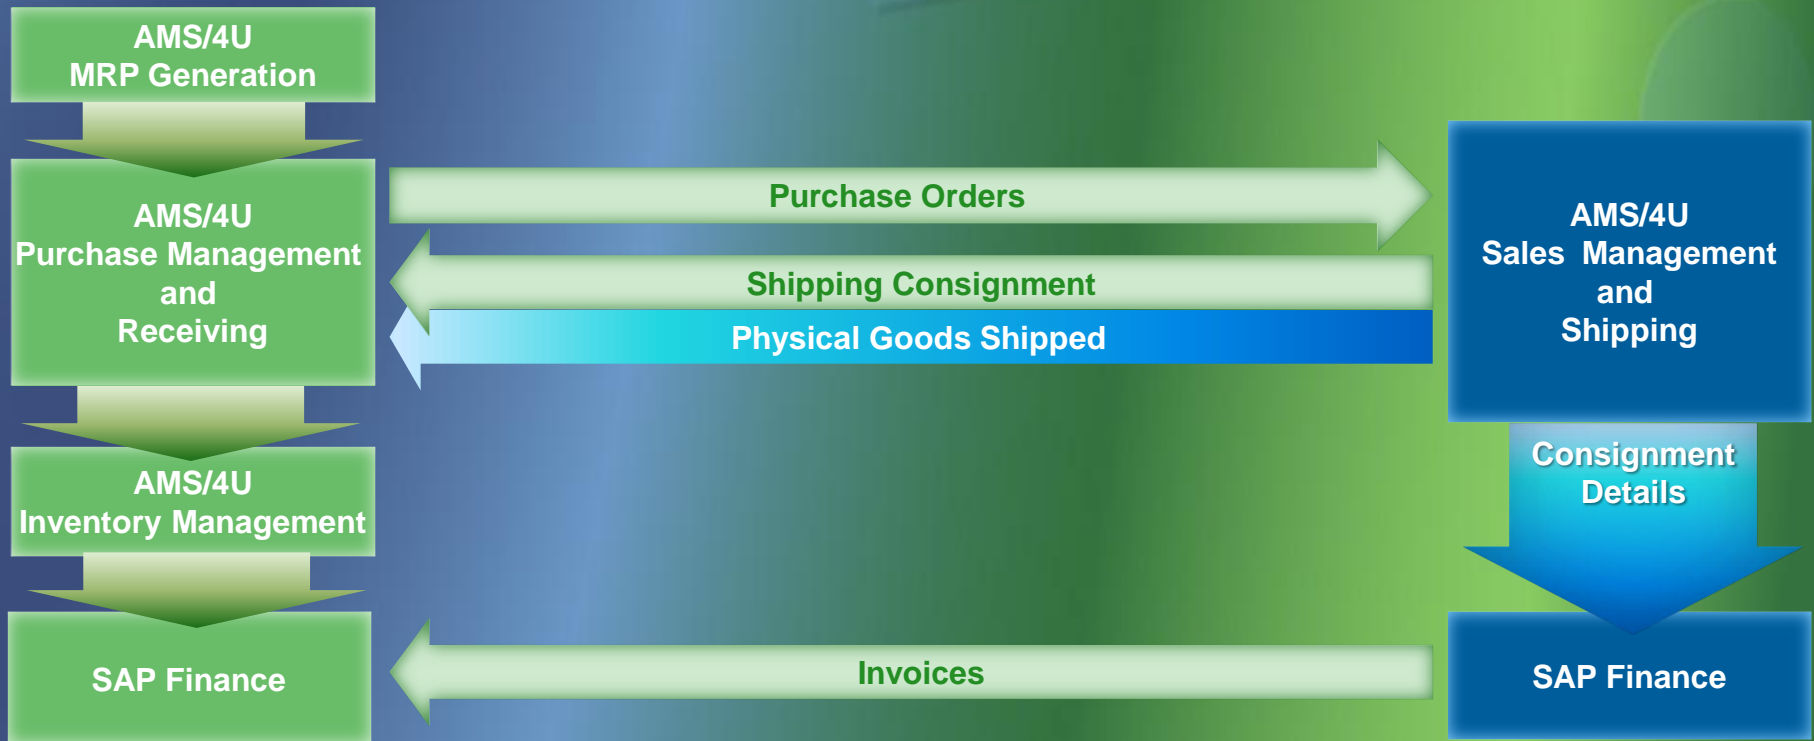 AMS/4U
MRP Generation
AMS/4U
Purchase Management
and
Receiving
Purchase Orders
Shipping Consignment
Physical Goods Shipped
AMS/4U
Sales Management
and
Shipping
Consignment
Details
AMS/4U
Inventory Management
SAP Finance
Invoices
SAP Finance